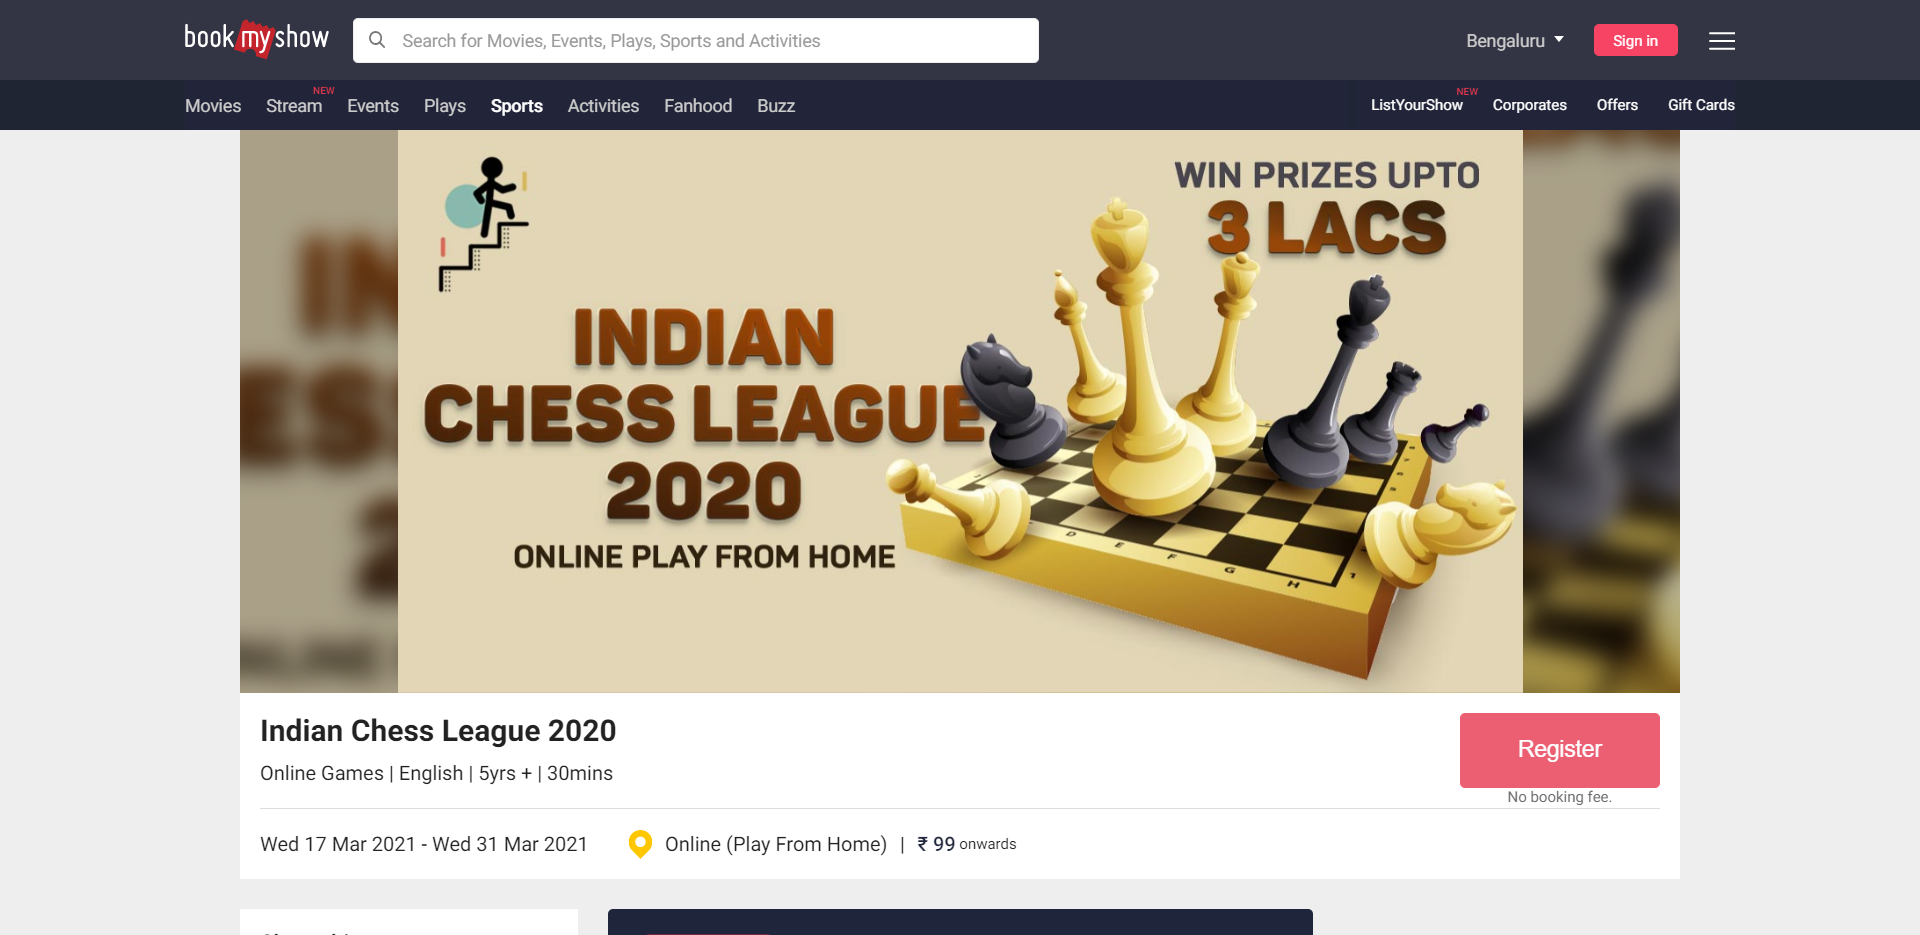 bookmyshow
Search for Movies, Events, Plays, Sports and Activities
Bengaluru
Sign in
Movies
Stream
NEW
Events
Plays
Sports
Activities
Fanhood
Buzz
ListYourShow
NEW
Corporates
Offers
Gift Cards
WIN PRIZES UPTO
3 LACS
INDIAN
CHESS LEAGUE
2020
ONLINE PLAY FROM HOME
D E F G H
1
Indian Chess League 2020
Register
Online Games | English | 5yrs + | 30mins
No booking fee.
Wed 17 Mar 2021 - Wed 31 Mar 2021
Online (Play From Home) | ₹ 99 onwards